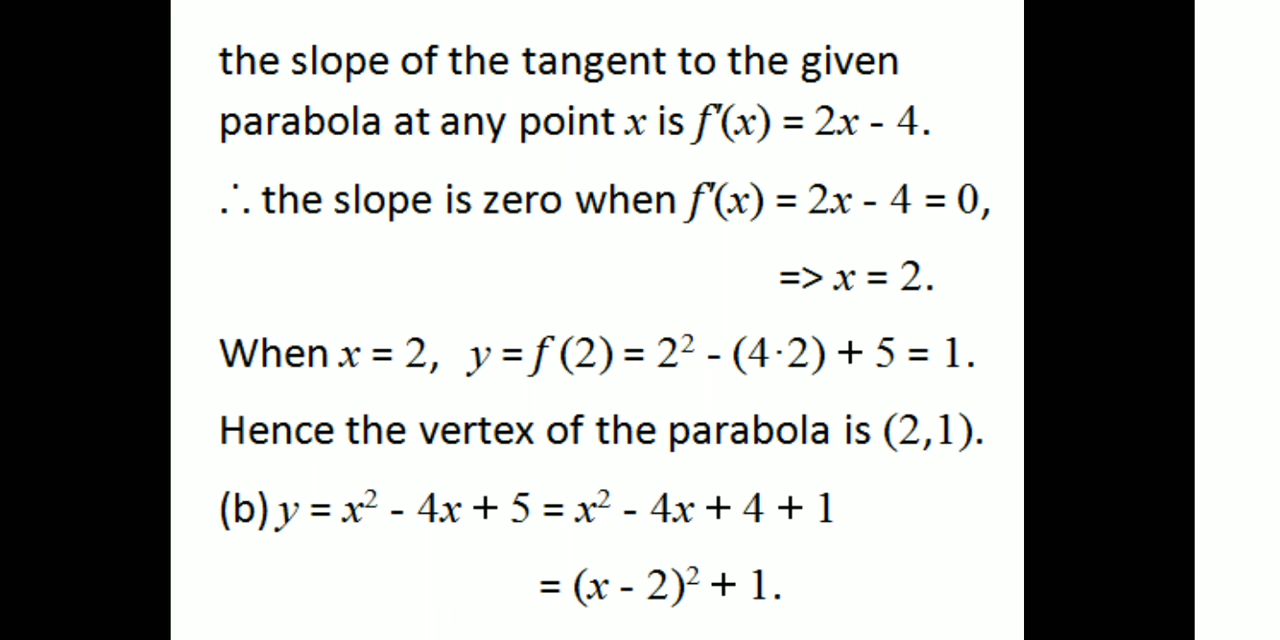 the slope of the tangent to the given
parabola at any point x is f'(x) = 2x - 4.
∴ the slope is zero when f'(x) = 2x - 4 = 0,
=> x = 2.
When x = 2, y = f (2) = 2² - (4·2) + 5 = 1.
Hence the vertex of the parabola is (2,1).
(b) y = x² - 4x + 5 = x² - 4x + 4 + 1
= (x - 2)² + 1.